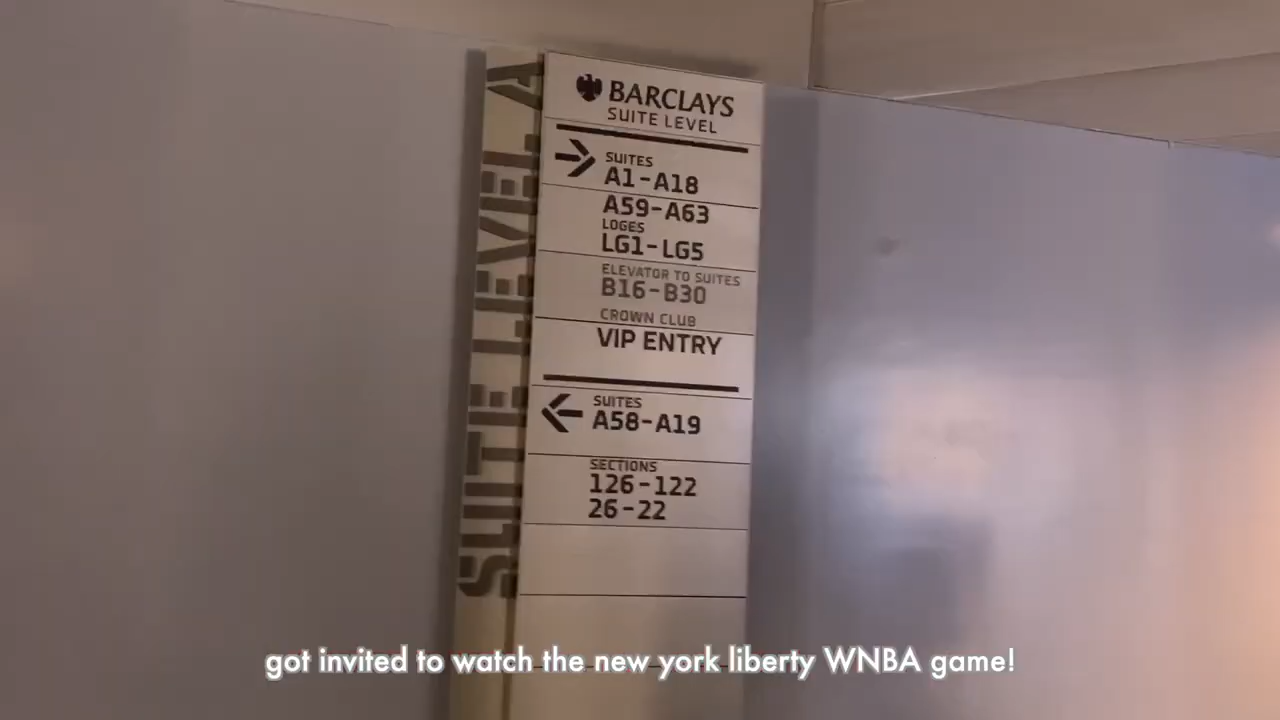 SUITE LEVEL A
BARCLAYS
SUITE LEVEL
SUITES
A1-A18
A59-A63
LOGES
LG1-LG5
ELEVATOR TO SUITES
B16-B30
CROWN CLUB
VIP ENTRY
SUITES
A58-A19
SECTIONS
126-122
26-22
got invited to watch the new york liberty WNBA game!